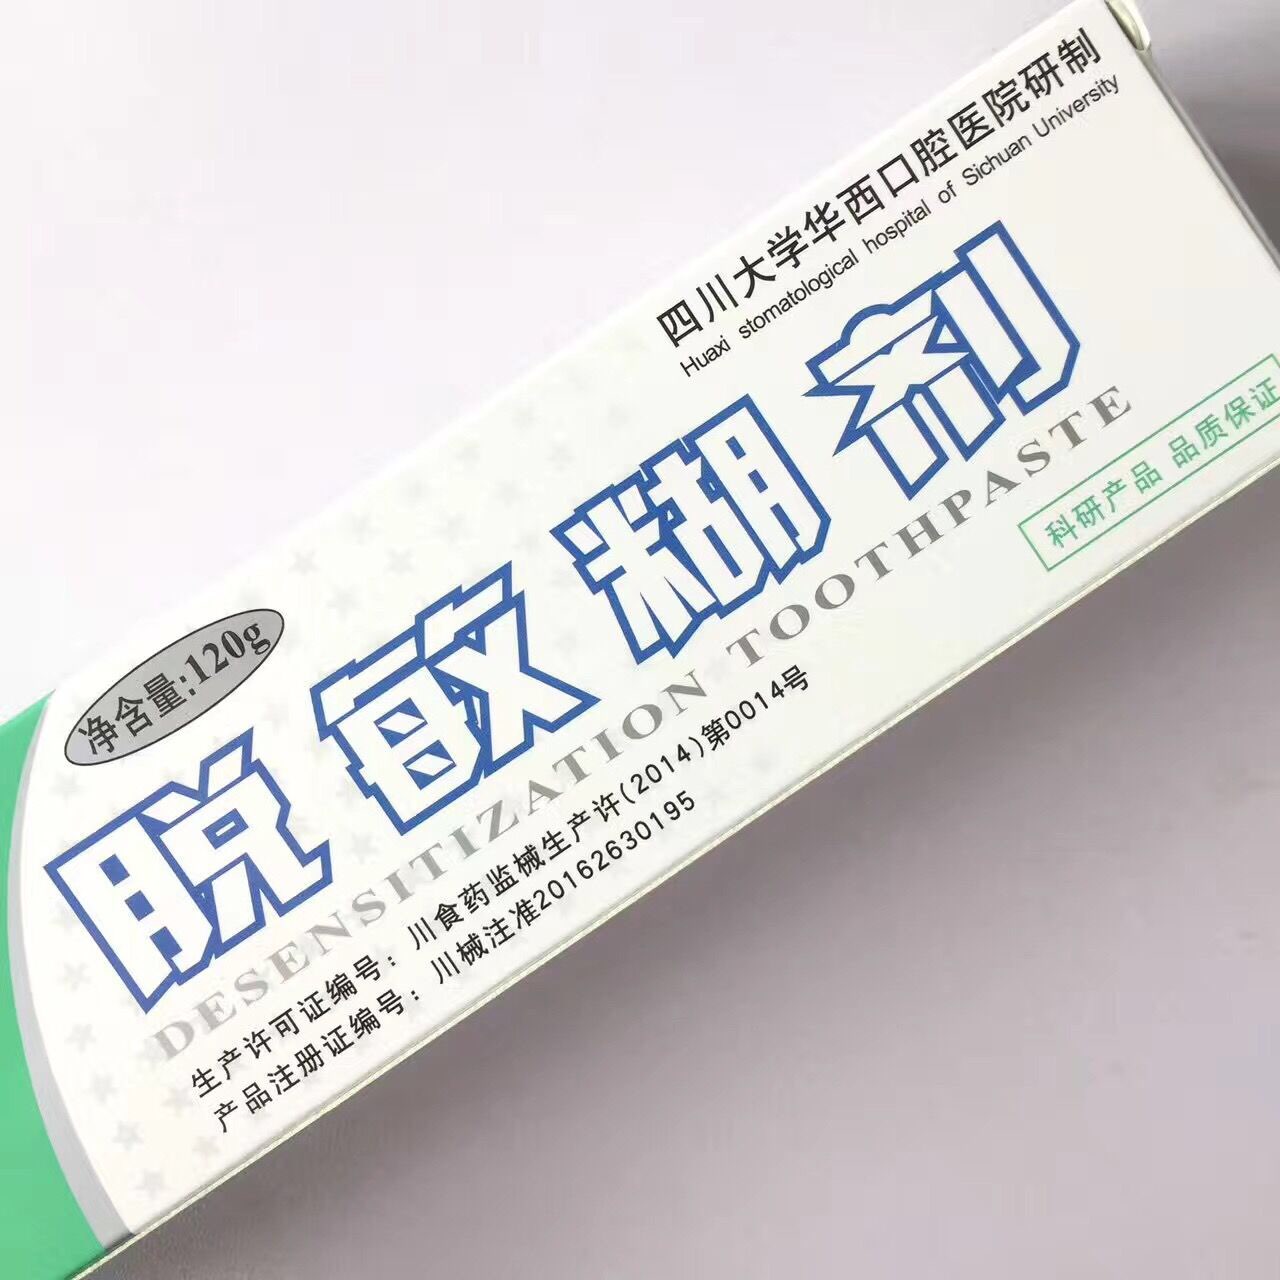 四川大学华西口腔医院研制
Huaxi stomatological hospital of Sichuan University
净含量:120g
脱敏糊剂
DESENSITIZATION TOOTHPASTE
科研产品 品质保证
生产许可证编号：川食药监械生产许(2014)第0014号
产品注册证编号：川械注准20162630195